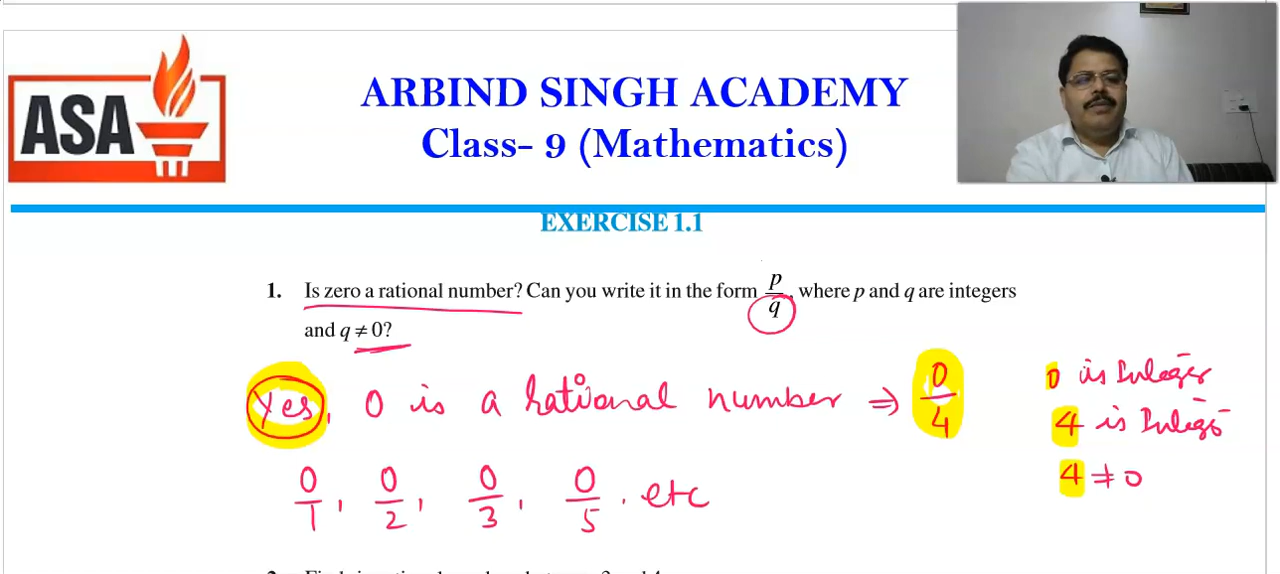 ASA
ARBIND SINGH ACADEMY
Class- 9 (Mathematics)
EXERCISE 1.1
1. Is zero a rational number? Can you write it in the form p/q, where p and q are integers
and q ≠ 0?
Yes, 0 is a rational number ⇒ 0/4
0 is Integer
4 is Integ
4 ≠ 0
0/1, 0/2, 0/3, 0/5, etc